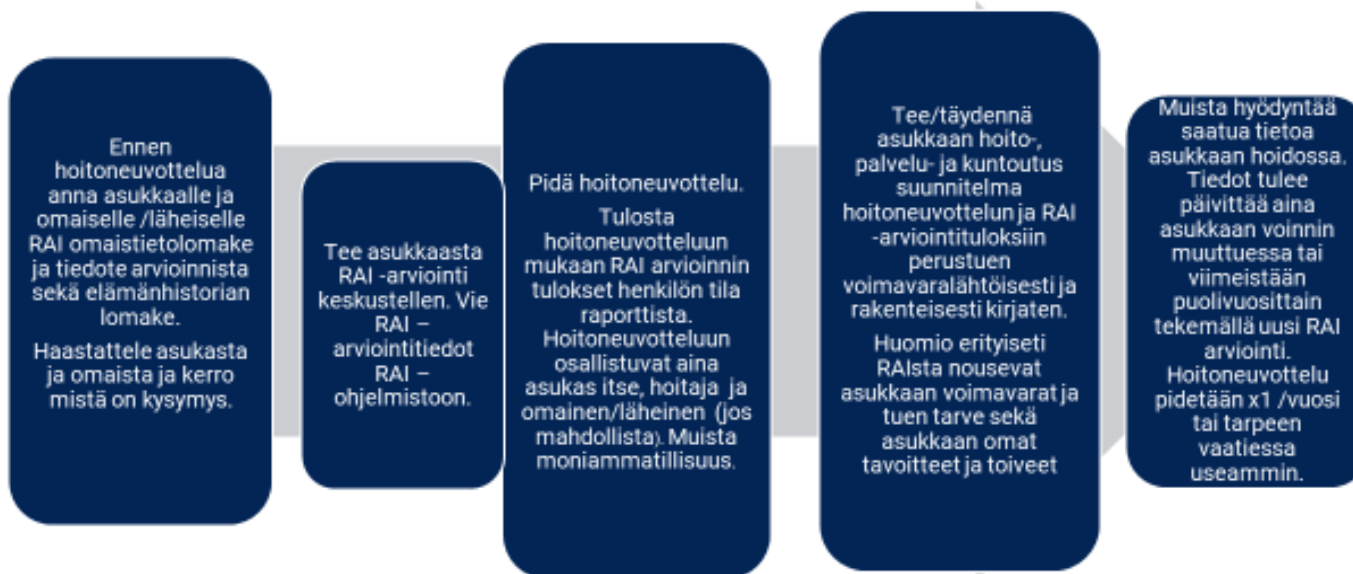 Ennen
hoitoneuvottelua
anna asukkaalle ja
omaiselle /läheiselle
RAI omaistietolomake
ja tiedote arvioinnista
sekä elämänhistorian
lomake.
Haastattele asukasta
ja omaista ja kerro
mistä on kysymys.
Tee asukkaasta
RAI -arviointi
keskustellen. Vie
RAI –
arviointitiedot
RAI –
ohjelmistoon.
Pidä hoitoneuvottelu.
Tulosta
hoitoneuvotteluun
mukaan RAI arvioinnin
tulokset henkilön tila
raporttista.
Hoitoneuvotteluun
osallistuvat aina
asukas itse, hoitaja ja
omainen/läheinen (jos
mahdollista). Muista
moniammatillisuus.
Tee/täydennä
asukkaan hoito-,
palvelu- ja kuntoutus
suunnitelma
hoitoneuvottelun ja RAI
-arviointituloksiin
perustuen
voimavaralähtöisesti ja
rakenteisesti kirjaten.
Huomio erityiseti
RAIsta nousevat
asukkaan voimavarat ja
tuen tarve sekä
asukkaan omat
tavoitteet ja toiveet
Muista hyödyntää
saatua tietoa
asukkaan hoidossa.
Tiedot tulee
päivittää aina
asukkaan voinnin
muuttuessa tai
viimeistään
puolivuosittain
tekemällä uusi RAI
arviointi.
Hoitoneuvottelu
pidetään x1 /vuosi
tai tarpeen
vaatiessa
useammin.